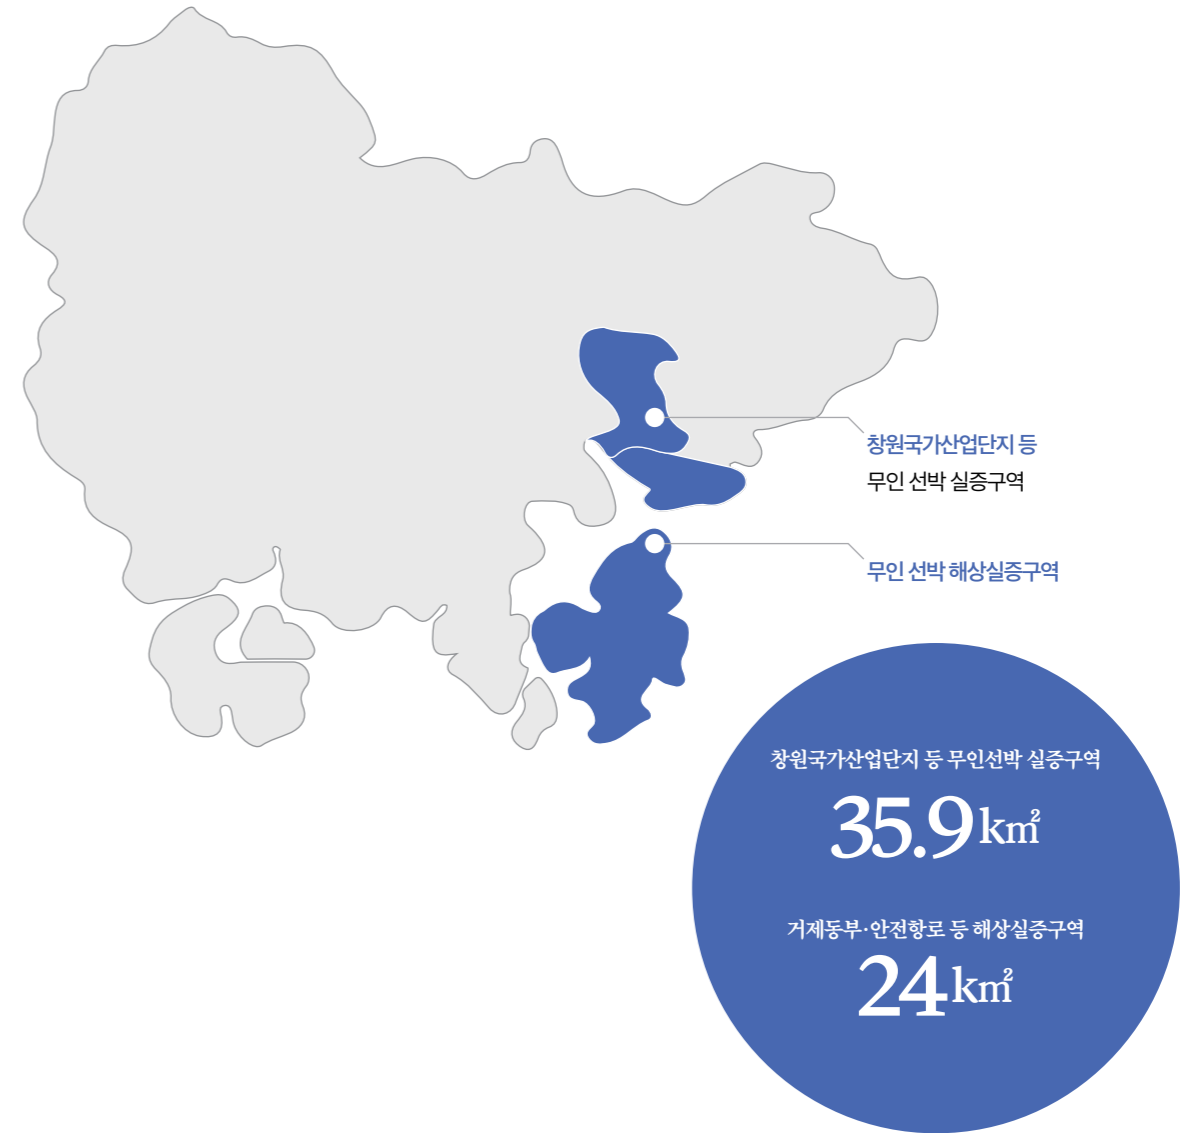 창원국가산업단지 등
무인 선박 실증구역
무인 선박 해상실증구역
창원국가산업단지 등 무인선박 실증구역
35.9㎢
거제동부·안전항로 등 해상실증구역
24㎢